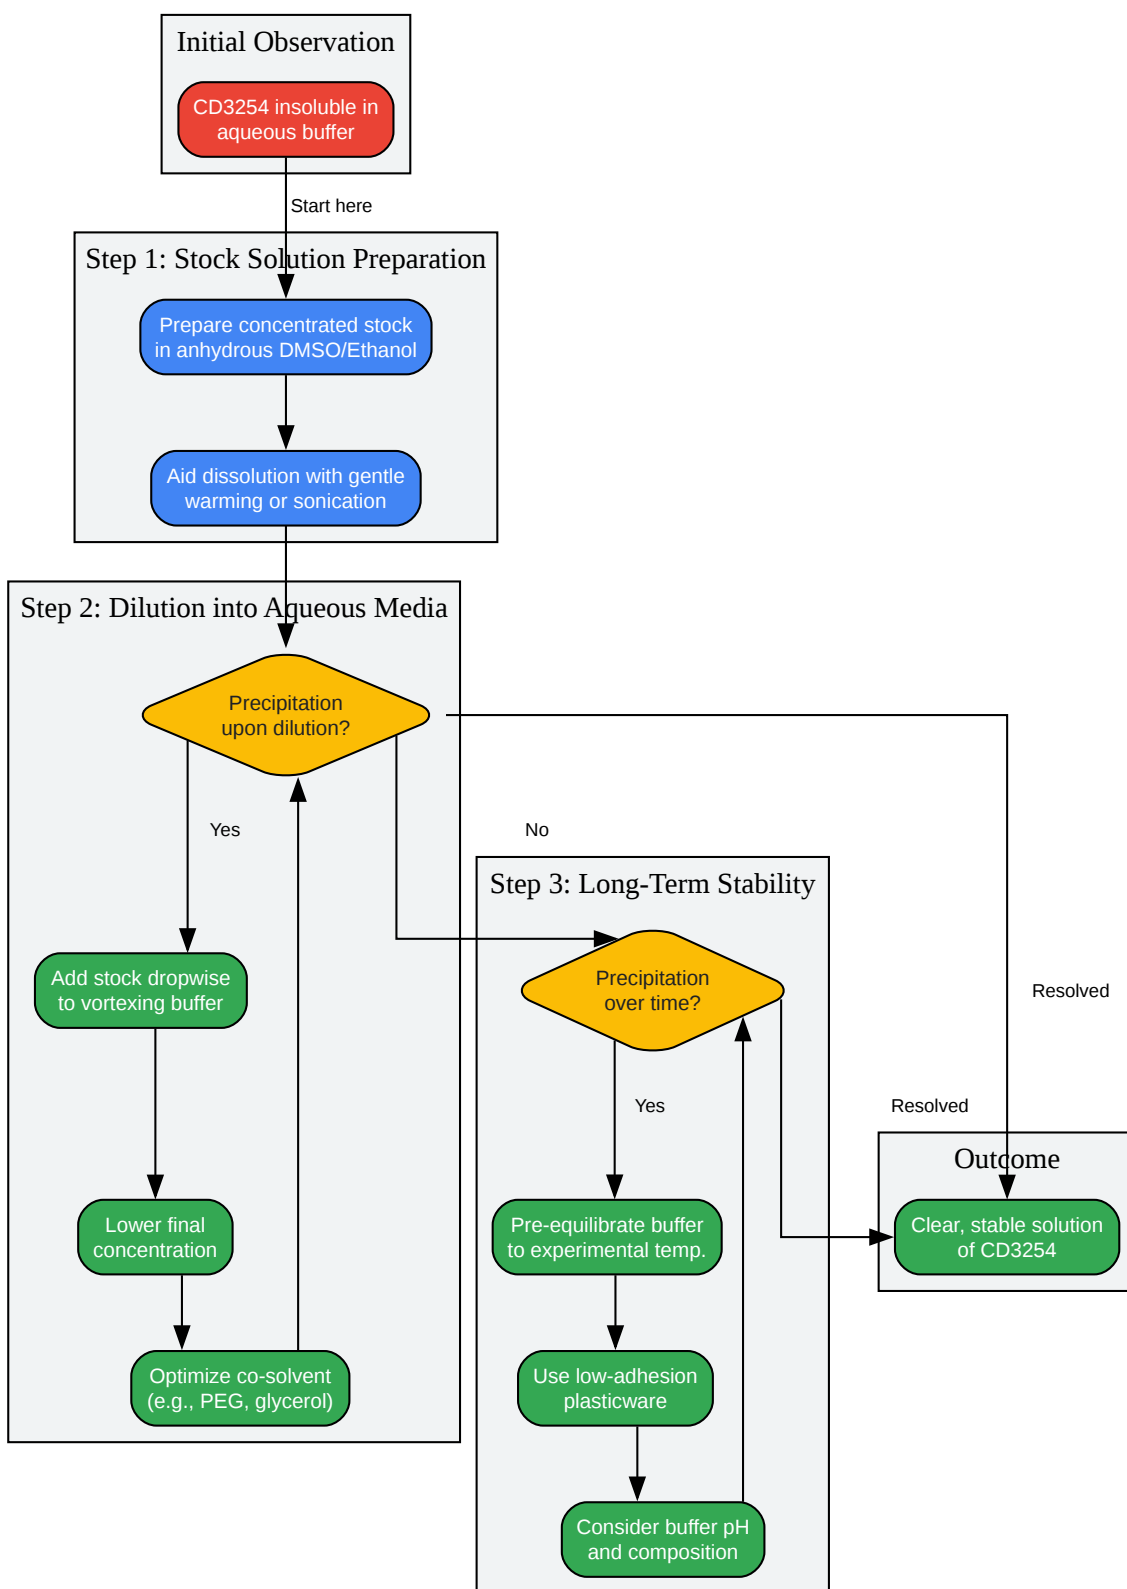 Initial Observation
CD3254 insoluble in
aqueous buffer
Start here
Step 1: Stock Solution Preparation
Prepare concentrated stock
in anhydrous DMSO/Ethanol
Aid dissolution with gentle
warming or sonication
Step 2: Dilution into Aqueous Media
Precipitation
upon dilution?
Yes
No
Add stock dropwise
to vortexing buffer
Lower final
concentration
Optimize co-solvent
(e.g., PEG, glycerol)
Step 3: Long-Term Stability
Precipitation
over time?
Resolved
Yes
Resolved
Pre-equilibrate buffer
to experimental temp.
Use low-adhesion
plasticware
Consider buffer pH
and composition
Outcome
Clear, stable solution
of CD3254